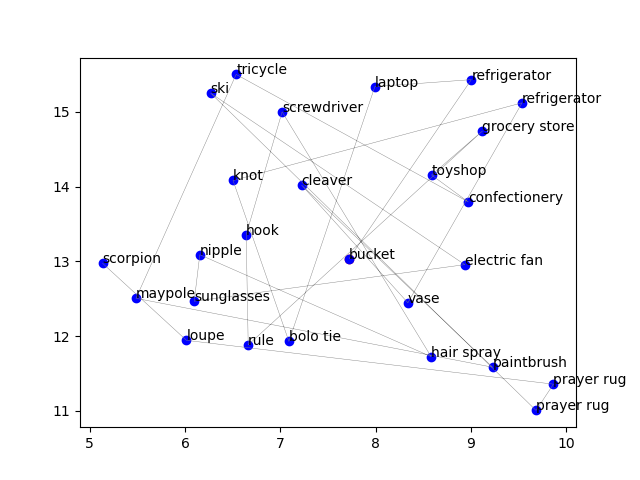 tricycle
refrigerator
laptop
ski
refrigerator
screwdriver
grocery store
toyshop
knot
cleaver
confectionery
hook
nipple
bucket
scorpion
electric fan
maypole
sunglasses
vase
loupe
rule
bolo tie
hair spray
paintbrush
prayer rug
prayer rug
15
14
13
12
11
5 6 7 8 9 10